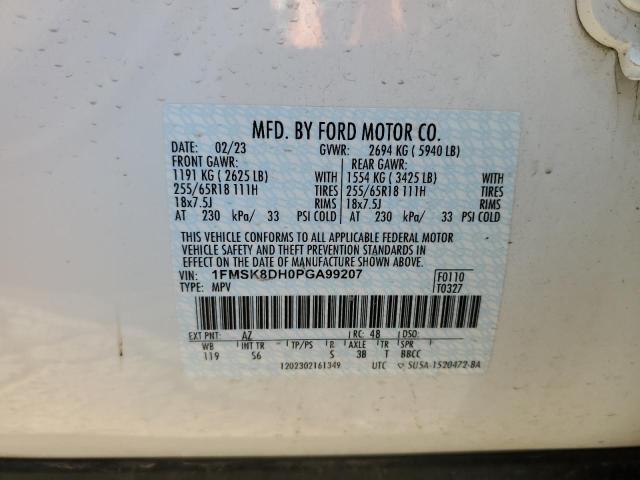 MFD. BY FORD MOTOR CO.
DATE: 02/23 GVWR: 2694 KG ( 5940 LB)
FRONT GAWR: REAR GAWR:
1191 KG ( 2625 LB) WITH 1554 KG ( 3425 LB) WITH
255/65R18 111H TIRES 255/65R18 111H TIRES
18x7.5J RIMS 18x7.5J RIMS
AT 230 kPa/ 33 PSI COLD AT 230 kPa/ 33 PSI COLD
THIS VEHICLE CONFORMS TO ALL APPLICABLE FEDERAL MOTOR
VEHICLE SAFETY AND THEFT PREVENTION STANDARDS IN EFFECT
ON THE DATE OF MANUFACTURE SHOWN ABOVE.
VIN: 1FMSK8DH0PGA99207 F0110
TYPE: MPV T0327
EXT PNT: AZ RC: 48 DSO:
WB INT TR TP/PS R AXLE TR SPR
119 S6 S 3B T BBCC
1202302161349 UTC SU5A-1520472-BA